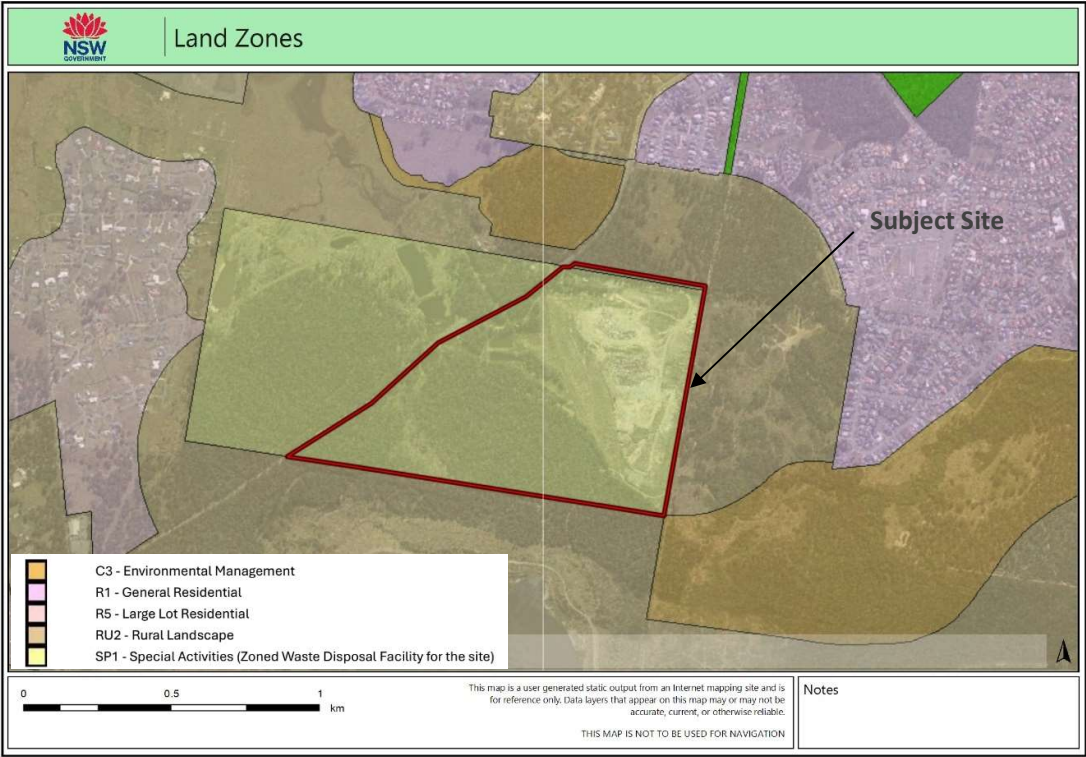 NSW
GOVERNMENT
Land Zones
Subject Site
C3 - Environmental Management
R1 - General Residential
R5 - Large Lot Residential
RU2 - Rural Landscape
SP1 - Special Activities (Zoned Waste Disposal Facility for the site)
0 0.5 1
km
This map is a user generated static output from an Internet mapping site and is
for reference only. Data layers that appear on this map may or may not be
accurate, current, or otherwise reliable.
THIS MAP IS NOT TO BE USED FOR NAVIGATION
Notes